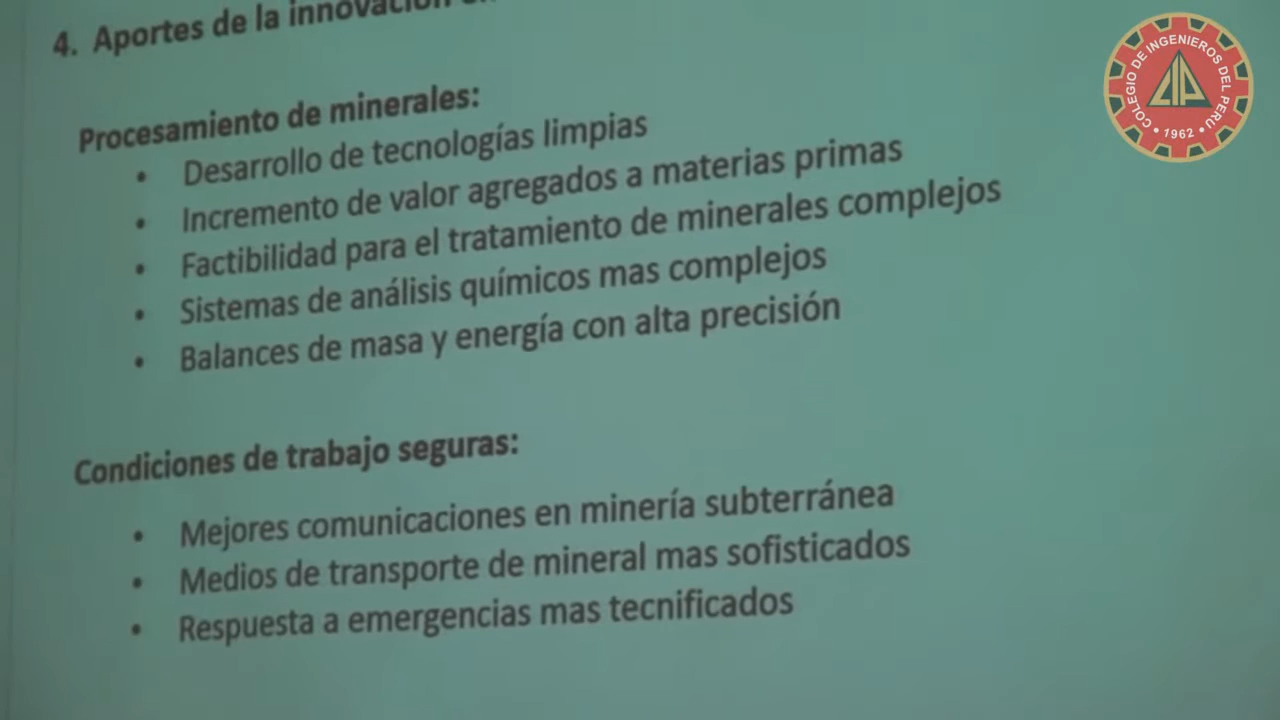 4. Aportes de la innovación
Procesamiento de minerales:
• Desarrollo de tecnologías limpias
• Incremento de valor agregados a materias primas
• Factibilidad para el tratamiento de minerales complejos
• Sistemas de análisis químicos mas complejos
• Balances de masa y energía con alta precisión
Condiciones de trabajo seguras:
• Mejores comunicaciones en minería subterránea
• Medios de transporte de mineral mas sofisticados
• Respuesta a emergencias mas tecnificados
COLEGIO DE INGENIEROS DEL PERU
CIP
• 1962 •